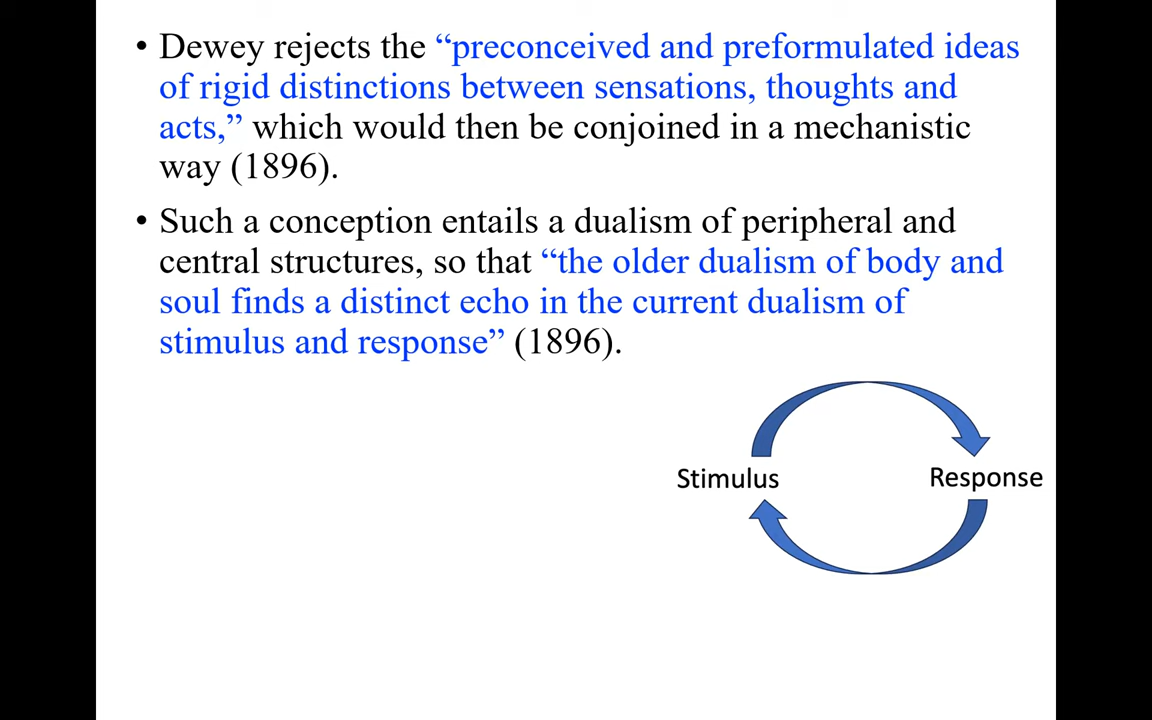 • Dewey rejects the “preconceived and preformulated ideas
of rigid distinctions between sensations, thoughts and
acts,” which would then be conjoined in a mechanistic
way (1896).
• Such a conception entails a dualism of peripheral and
central structures, so that “the older dualism of body and
soul finds a distinct echo in the current dualism of
stimulus and response” (1896).
Stimulus Response